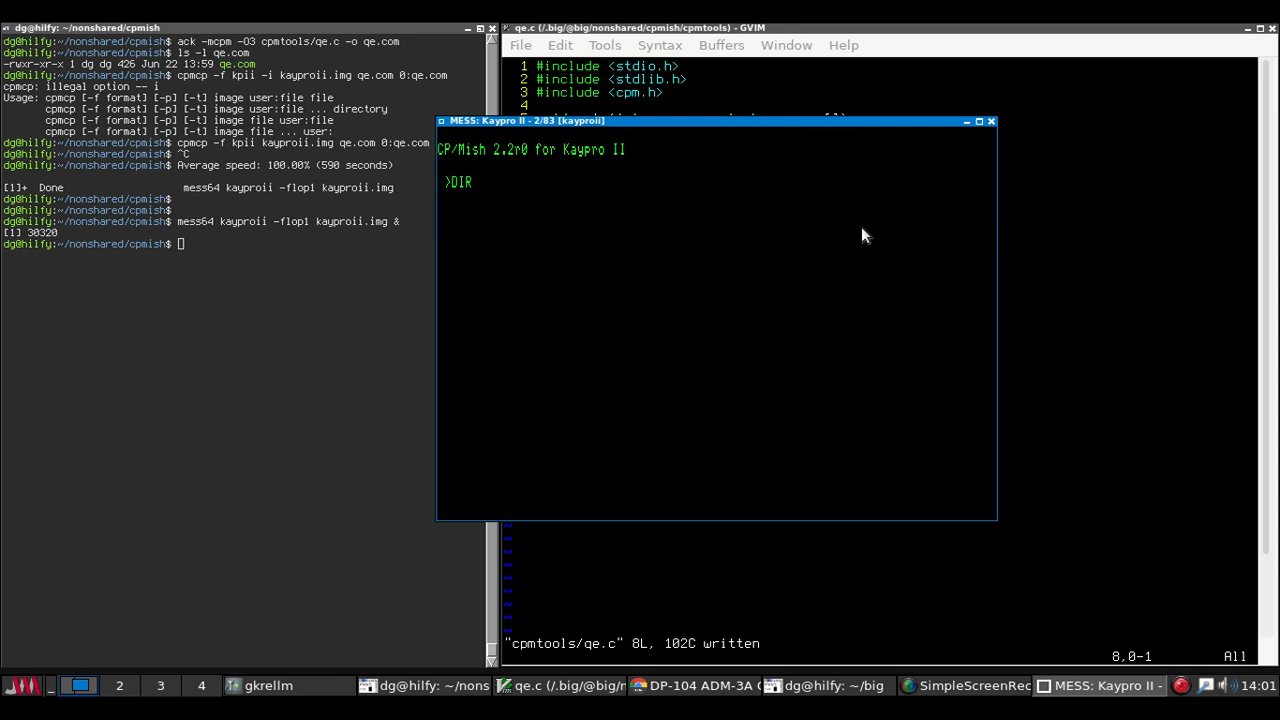 dg@hilfy: ~/nonshared/cpmish
dg@hilfy:~/nonshared/cpmish$ ack -mcpm -O3 cpmtools/qe.c -o qe.com
dg@hilfy:~/nonshared/cpmish$ ls -l qe.com
-rwxr-xr-x 1 dg dg 426 Jun 22 13:59 qe.com
dg@hilfy:~/nonshared/cpmish$ cpmcp -f kpii -i kayproii.img qe.com 0:qe.com
cpmcp: illegal option -- i
Usage: cpmcp [-f format] [-p] [-t] image user:file file
cpmcp [-f format] [-p] [-t] image user:file ... directory
cpmcp [-f format] [-p] [-t] image file user:file
cpmcp [-f format] [-p] [-t] image file ... user:
dg@hilfy:~/nonshared/cpmish$ cpmcp -f kpii kayproii.img qe.com 0:qe.com
dg@hilfy:~/nonshared/cpmish$ ^C
dg@hilfy:~/nonshared/cpmish$ Average speed: 100.00% (590 seconds)
[1]+  Done                    mess64 kayproii -flop1 kayproii.img
dg@hilfy:~/nonshared/cpmish$
dg@hilfy:~/nonshared/cpmish$
dg@hilfy:~/nonshared/cpmish$ mess64 kayproii -flop1 kayproii.img &
[1] 30320
dg@hilfy:~/nonshared/cpmish$
qe.c (/.big/@big/nonshared/cpmish/cpmtools) - GVIM
File Edit Tools Syntax Buffers Window Help
1 #include <stdio.h>
2 #include <stdlib.h>
3 #include <cpm.h>
4
MESS: Kaypro II - 2/83 [kayproii]
CP/Mish 2.2r0 for Kaypro II
>DIR
~
~
~
~
~
~
~
~
~
"cpmtools/qe.c" 8L, 102C written
8,0-1 All
2 3 4 gkrellm dg@hilfy: ~/nons qe.c (/.big/@big/n DP-104 ADM-3A dg@hilfy: ~/big SimpleScreenRec MESS: Kaypro II - 14:01